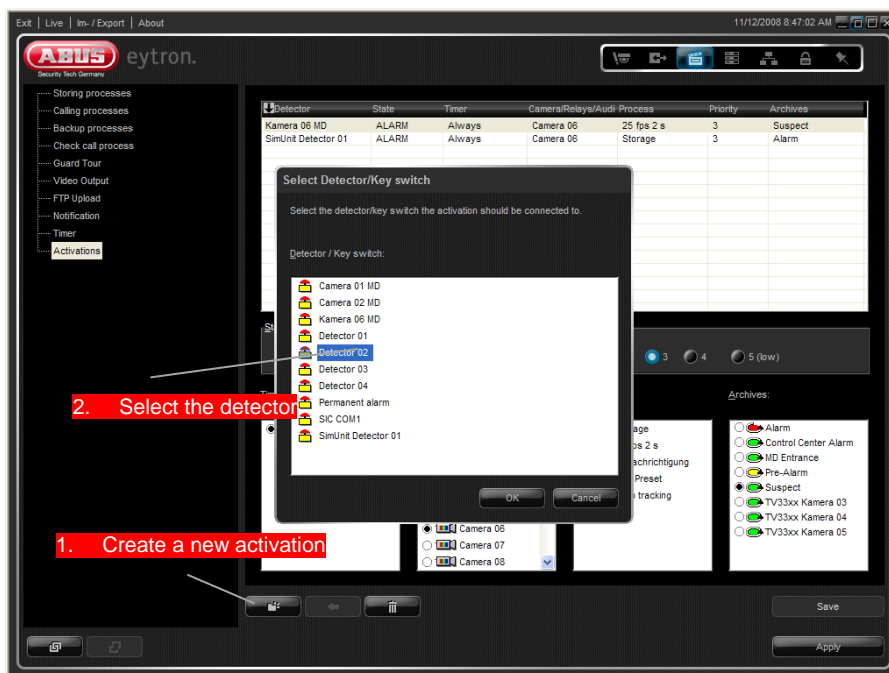 Exit | Live | Im- / Export | About 11/12/2008 8:47:02 AM
ABUS eytron.
Security Tech Germany
Storing processes
Calling processes
Backup processes
Check call process
Guard Tour
Video Output
FTP Upload
Notification
Timer
Activations
Detector State Timer Camera/Relays/Audi Process Priority Archives
Kamera 06 MD ALARM Always Camera 06 25 fps 2 s 3 Suspect
SimUnit Detector 01 ALARM Always Camera 06 Storage 3 Alarm
Select Detector/Key switch
Select the detector/key switch the activation should be connected to.
Detector / Key switch:
Camera 01 MD
Camera 02 MD
Kamera 06 MD
Detector 01
Detector 02
Detector 03
Detector 04
Permanent alarm
SIC COM1
SimUnit Detector 01
OK Cancel
St
3 4 5 (low)
2. Select the detector
Archives:
age
ps 2 s
achrichtigung
Preset
tracking
Alarm
Control Center Alarm
MD Entrance
Pre-Alarm
Suspect
TV33xx Kamera 03
TV33xx Kamera 04
TV33xx Kamera 05
Camera 06
Camera 07
Camera 08
1. Create a new activation
Save
Apply